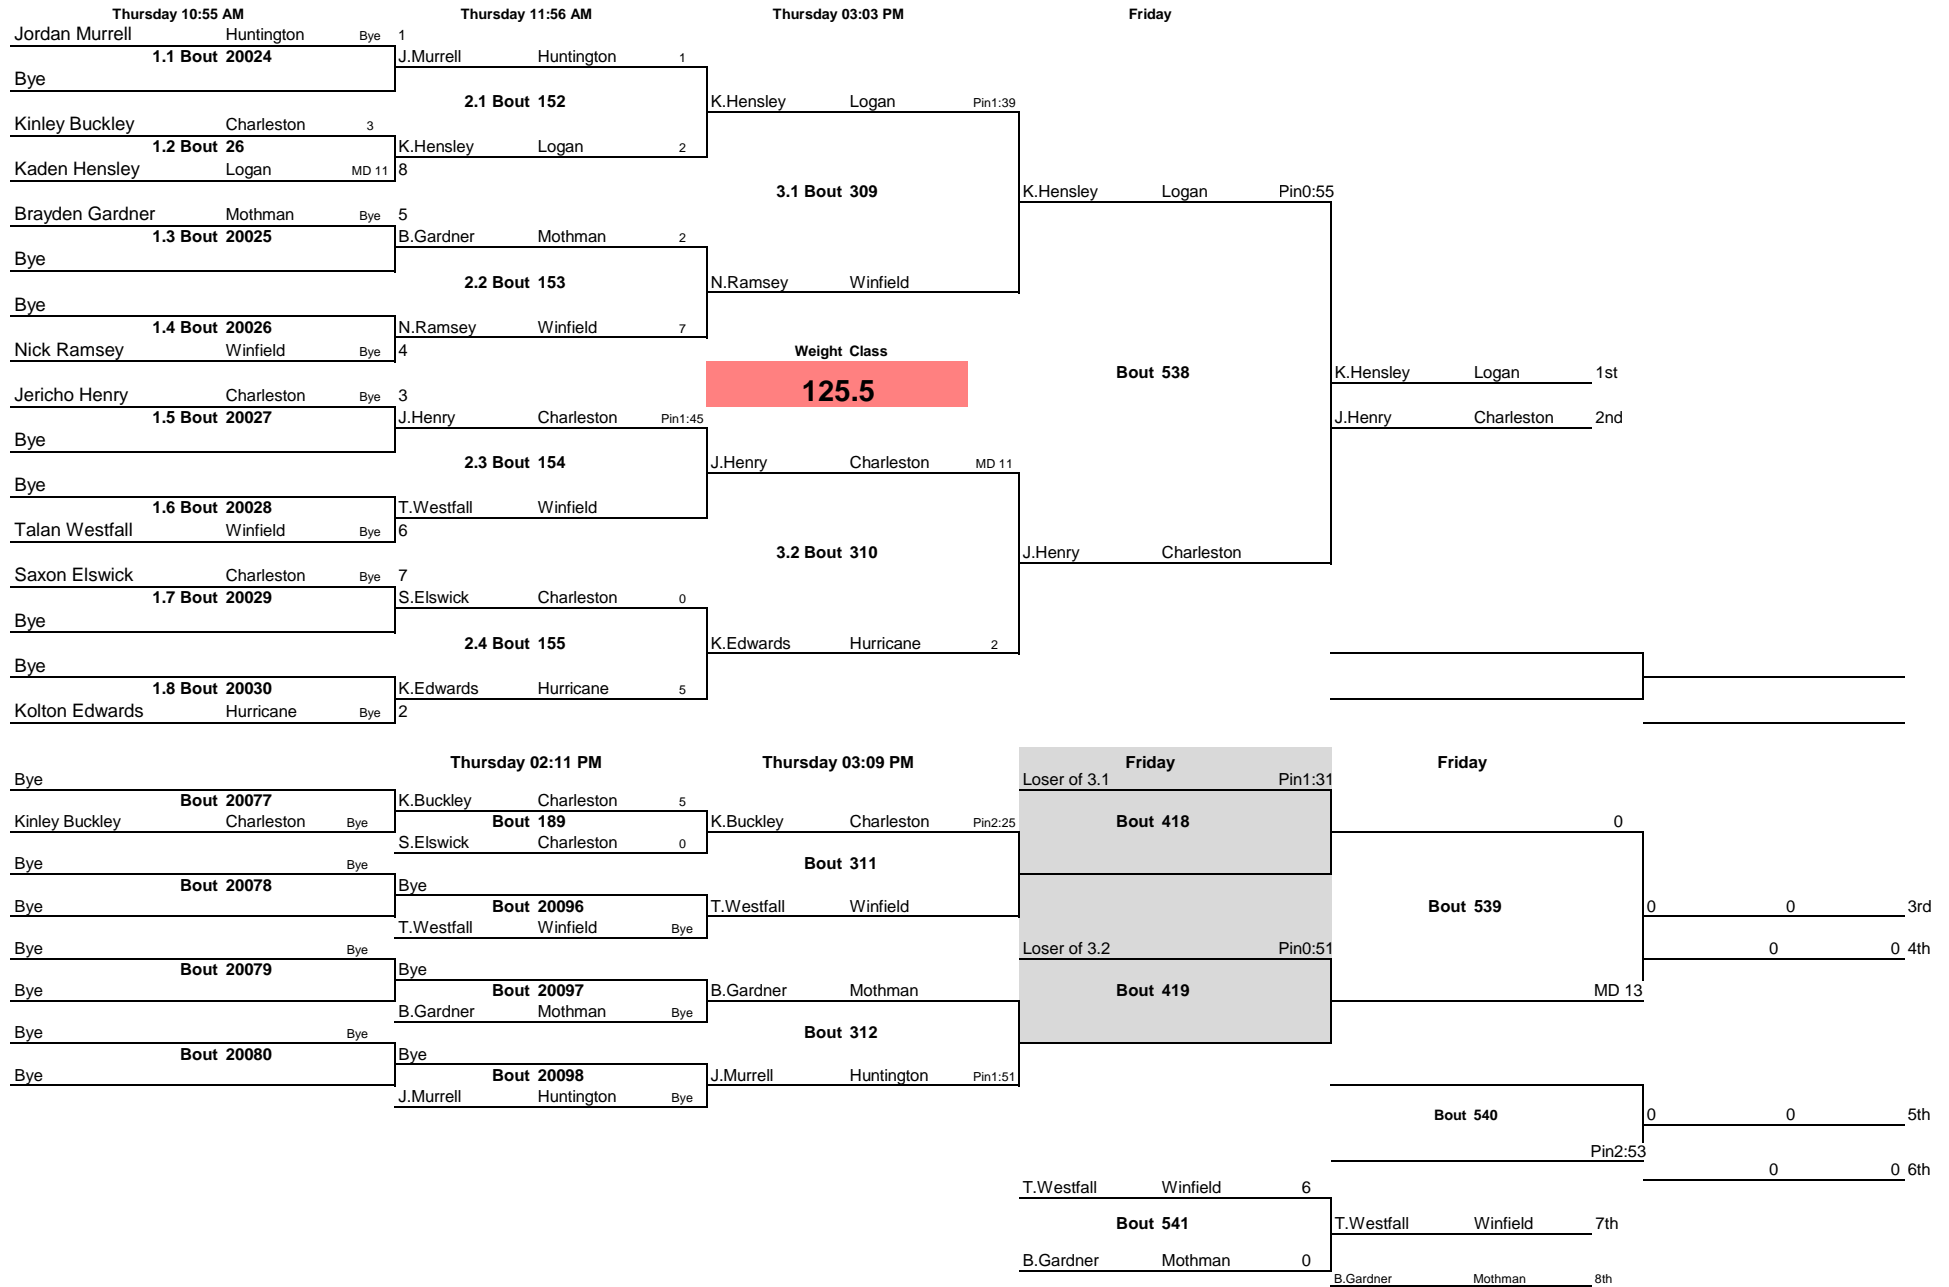 Thursday 10:55 AM Thursday 11:56 AM Thursday 03:03 PM Friday
Jordan Murrell Huntington Bye 1
1.1 Bout 20024 J.Murrell Huntington 1
Bye
2.1 Bout 152 K.Hensley Logan Pin1:39
Kinley Buckley Charleston 3
1.2 Bout 26 K.Hensley Logan 2
Kaden Hensley Logan MD 11 8
3.1 Bout 309 K.Hensley Logan Pin0:55
Brayden Gardner Mothman Bye 5
1.3 Bout 20025 B.Gardner Mothman 2
Bye
2.2 Bout 153 N.Ramsey Winfield
Bye
1.4 Bout 20026 N.Ramsey Winfield 7
Nick Ramsey Winfield Bye 4 Weight Class
Bout 538 K.Hensley Logan 1st
Jericho Henry Charleston Bye 3 125.5
1.5 Bout 20027 J.Henry Charleston Pin1:45 J.Henry Charleston 2nd
Bye
2.3 Bout 154 J.Henry Charleston MD 11
Bye
1.6 Bout 20028 T.Westfall Winfield
Talan Westfall Winfield Bye 6
3.2 Bout 310 J.Henry Charleston
Saxon Elswick Charleston Bye 7
1.7 Bout 20029 S.Elswick Charleston 0
Bye
2.4 Bout 155 K.Edwards Hurricane 2
Bye
1.8 Bout 20030 K.Edwards Hurricane 5
Kolton Edwards Hurricane Bye 2
Thursday 02:11 PM Thursday 03:09 PM Friday Friday
Bye Loser of 3.1 Pin1:31
Bout 20077 K.Buckley Charleston 5
Kinley Buckley Charleston Bye Bout 189 K.Buckley Charleston Pin2:25 Bout 418 0
S.Elswick Charleston 0
Bye Bye Bout 311
Bout 20078 Bye
Bye Bout 20096 T.Westfall Winfield Bout 539 0 0 3rd
T.Westfall Winfield Bye
Bye Bye Loser of 3.2 Pin0:51 0 0 4th
Bout 20079 Bye
Bye Bout 20097 B.Gardner Mothman Bout 419 MD 13
B.Gardner Mothman Bye
Bye Bye Bout 312
Bout 20080 Bye
Bye Bout 20098 J.Murrell Huntington Pin1:51
J.Murrell Huntington Bye
Bout 540 0 0 5th
Pin2:53
0 0 6th
T.Westfall Winfield 6
Bout 541 T.Westfall Winfield 7th
B.Gardner Mothman 0
B.Gardner Mothman 8th